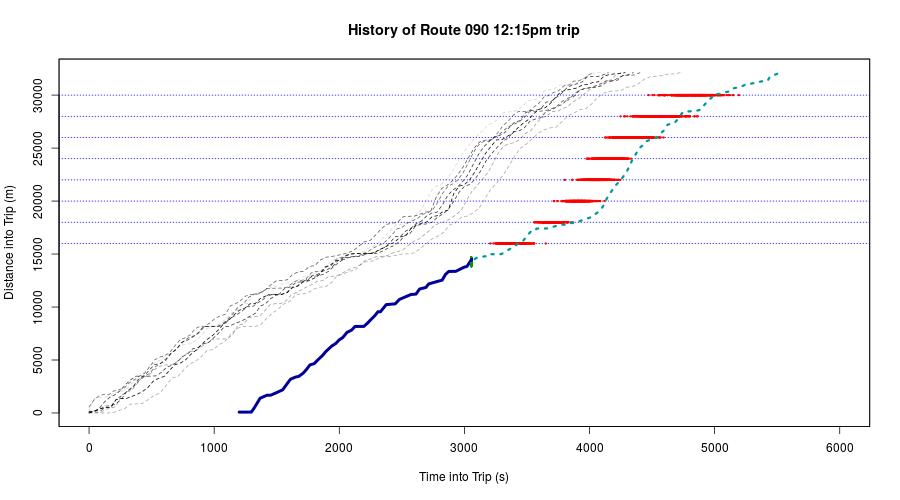 History of Route 090 12:15pm trip
Distance into Trip (m)
30000
25000
20000
15000
10000
5000
0
0 1000 2000 3000 4000 5000 6000
Time into Trip (s)